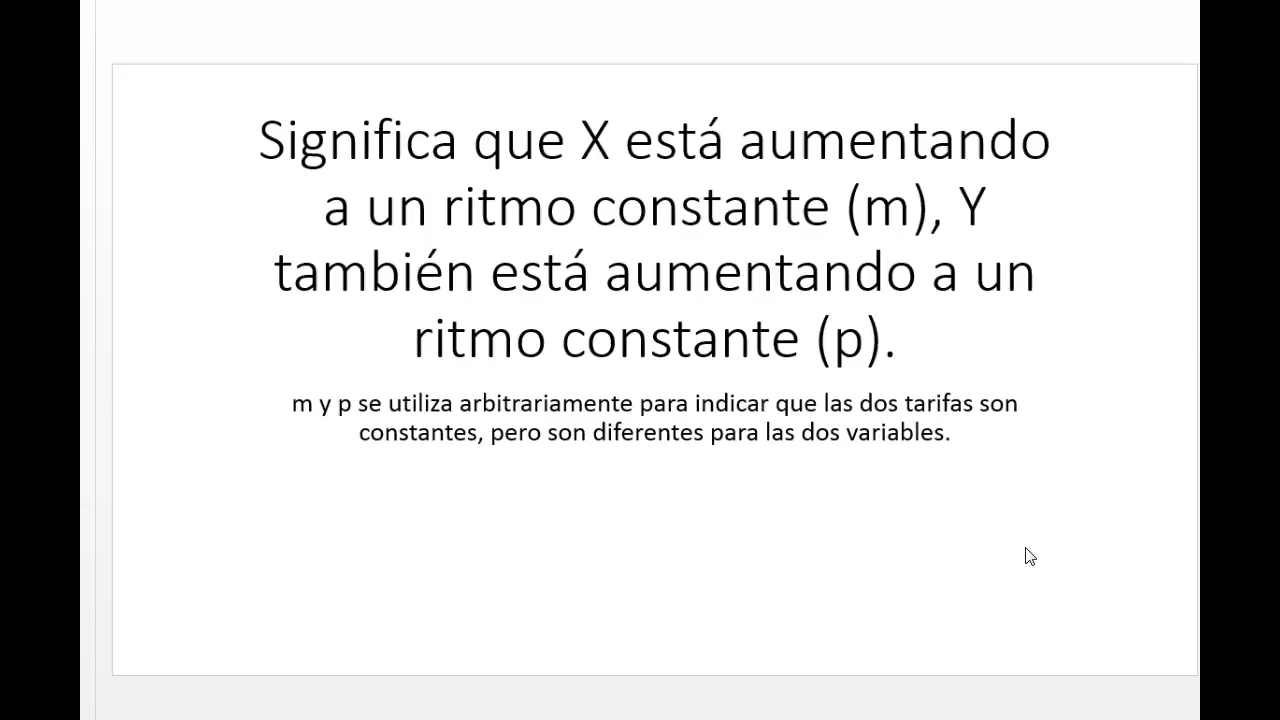 Significa que X está aumentando
a un ritmo constante (m), Y
también está aumentando a un
ritmo constante (p).
m y p se utiliza arbitrariamente para indicar que las dos tarifas son
constantes, pero son diferentes para las dos variables.